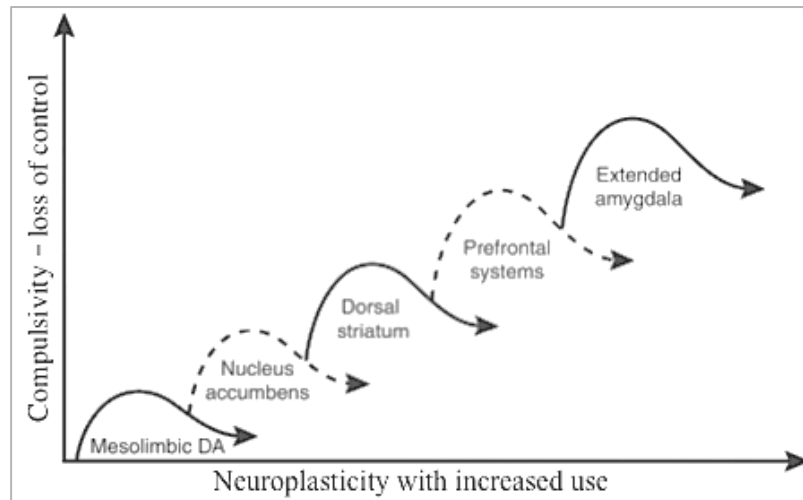 Compulsivity – loss of control
Extended
amygdala
Prefrontal
systems
Dorsal
striatum
Nucleus
accumbens
Mesolimbic DA
Neuroplasticity with increased use